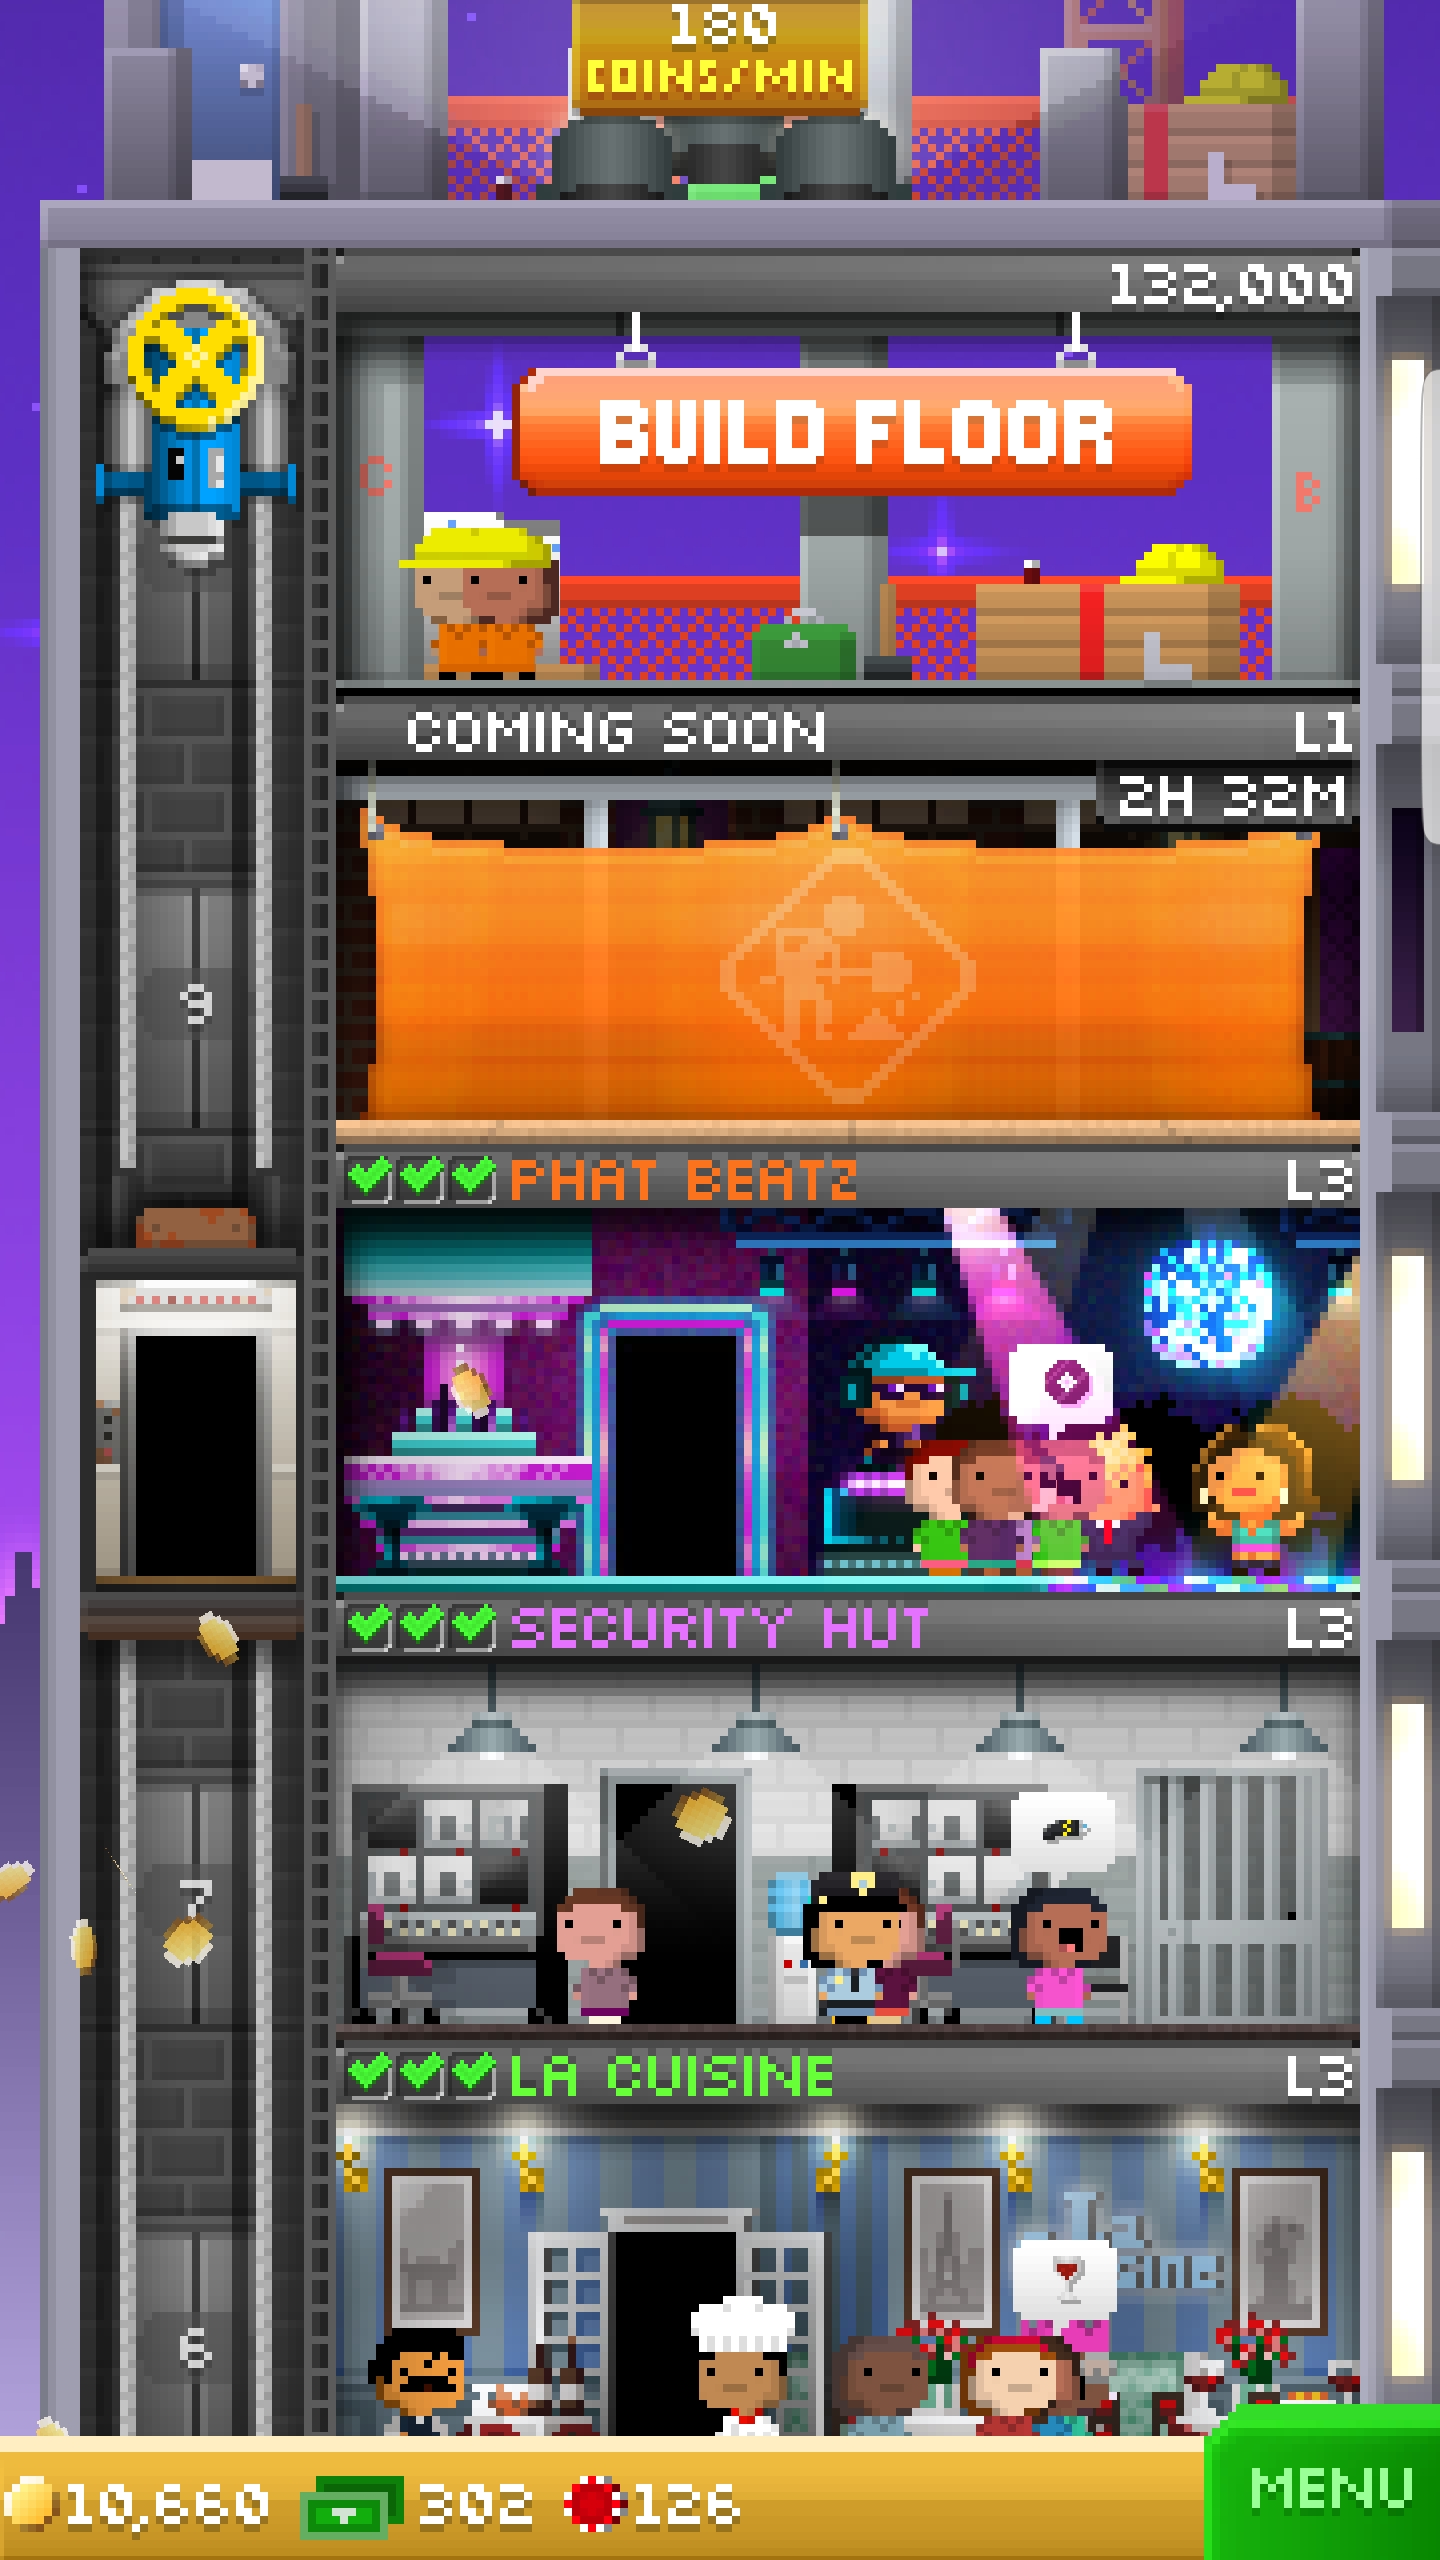 180
COINS/MIN
132,000
BUILD FLOOR
C
B
COMING SOON L1
2H 32M
9
PHAT BEATZ L3
SECURITY HUT L3
7
LA CUISINE L3
6
10,660 302 126
MENU